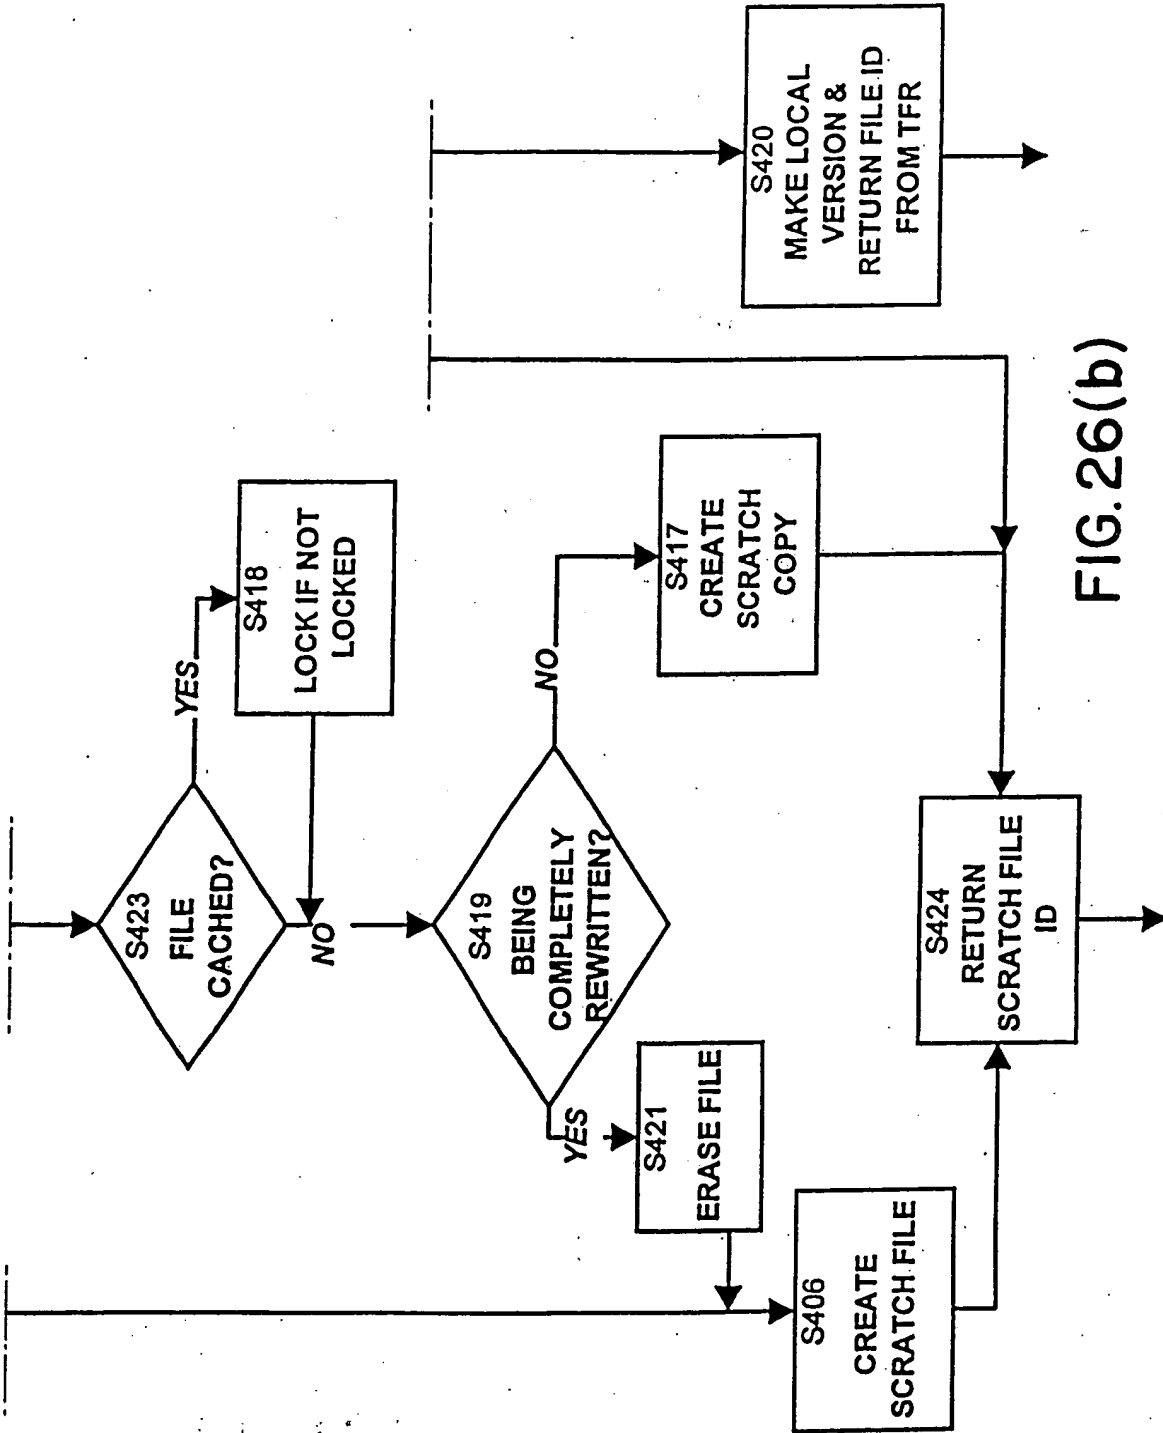 S423
FILE
CACHED?
YES
S418
LOCK IF NOT
LOCKED
NO
S419
BEING
COMPLETELY
REWRITTEN?
YES
NO
S421
ERASE FILE
S417
CREATE
SCRATCH
COPY
S420
MAKE LOCAL
VERSION &
RETURN FILE ID
FROM TFR
S406
CREATE
SCRATCH FILE
S424
RETURN
SCRATCH FILE
ID
FIG. 26(b)